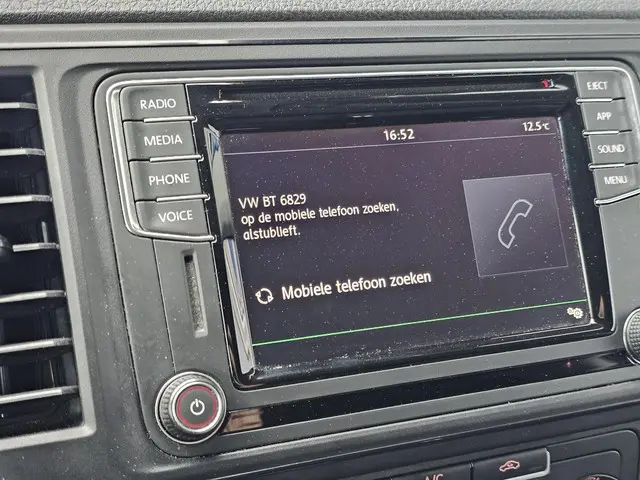 RADIO
MEDIA
PHONE
VOICE
EJECT
APP
SOUND
MENU
16:52
12.5°C
VW BT 6829
op de mobiele telefoon zoeken,
alstublieft.
Mobiele telefoon zoeken
A/C